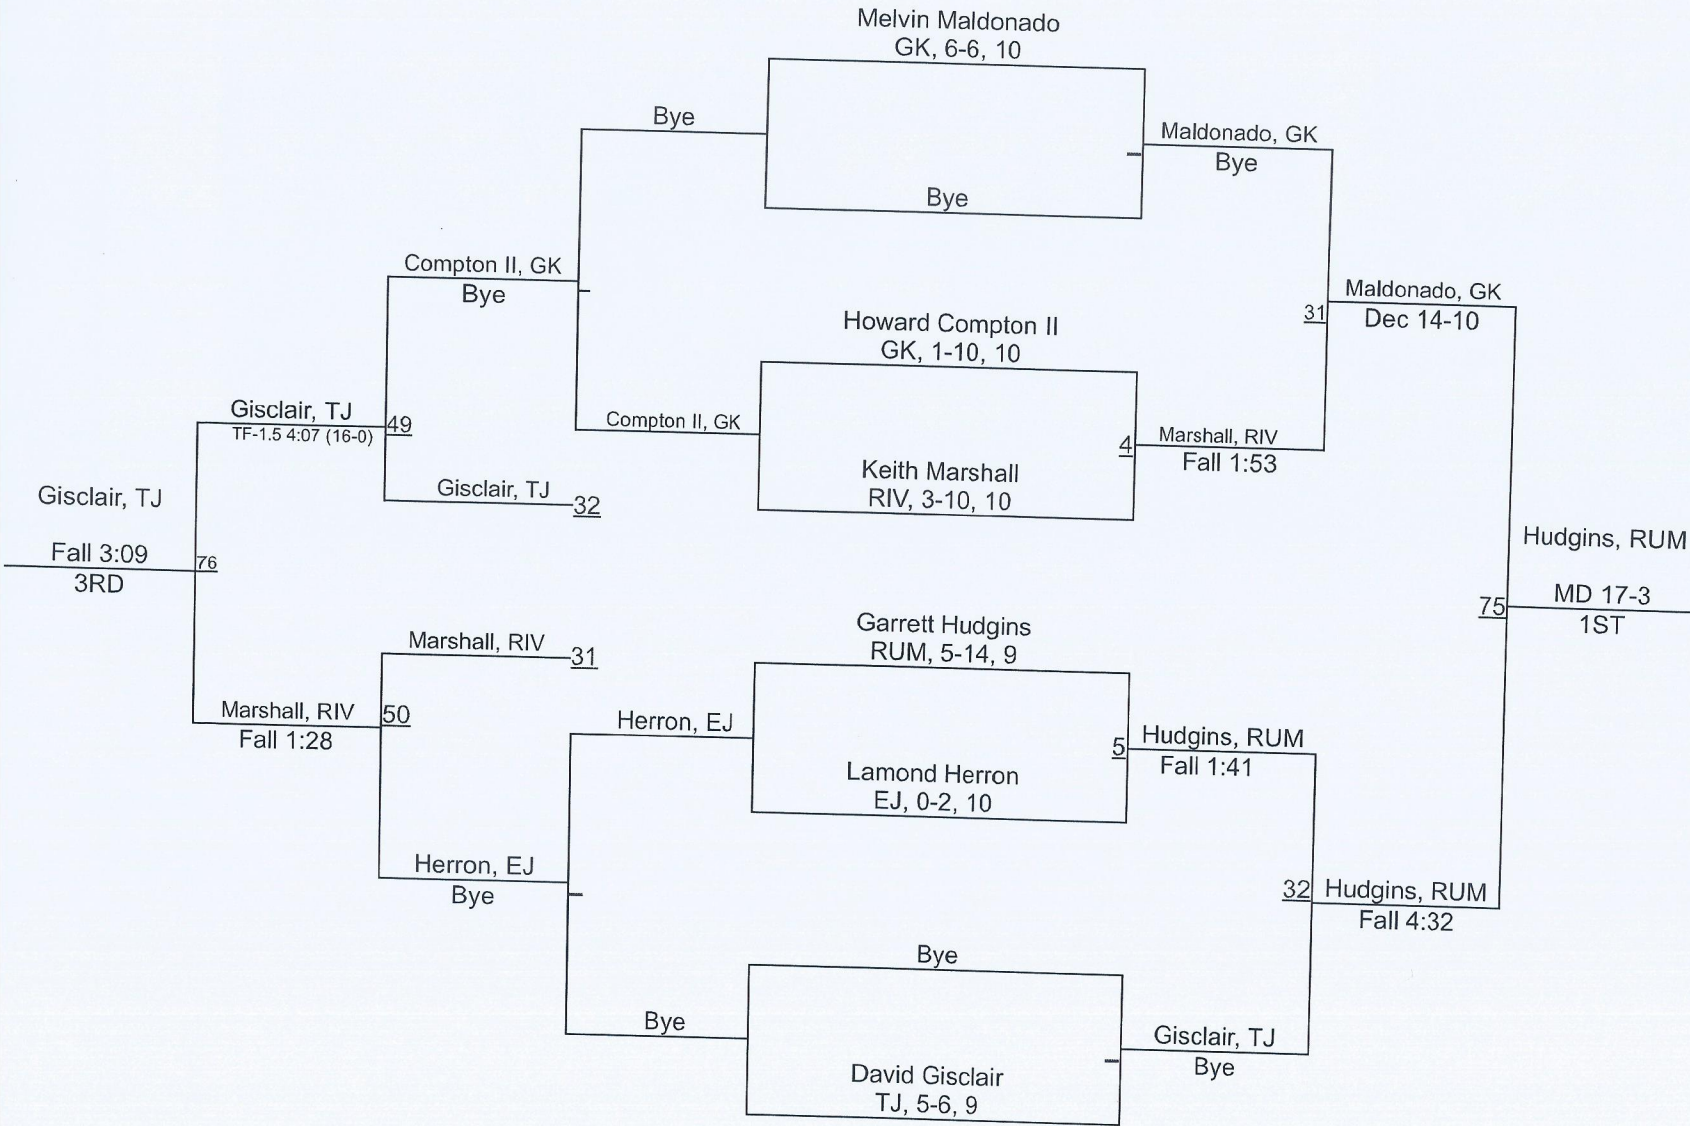 Melvin Maldonado
GK, 6-6, 10
Bye
Maldonado, GK
Bye
Bye
Compton II, GK
Bye
Maldonado, GK
Dec 14-10
31
Howard Compton II
GK, 1-10, 10
Gisclair, TJ
TF-1.5 4:07 (16-0)
49
Compton II, GK
4
Marshall, RIV
Fall 1:53
Keith Marshall
RIV, 3-10, 10
Gisclair, TJ
32
Gisclair, TJ
Fall 3:09
3RD
76
Hudgins, RUM
MD 17-3
1ST
75
Marshall, RIV
31
Garrett Hudgins
RUM, 5-14, 9
Marshall, RIV
Fall 1:28
50
Herron, EJ
5
Hudgins, RUM
Fall 1:41
Lamond Herron
EJ, 0-2, 10
Herron, EJ
Bye
32
Hudgins, RUM
Fall 4:32
Bye
Bye
Gisclair, TJ
Bye
David Gisclair
TJ, 5-6, 9